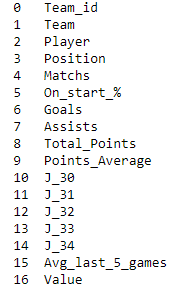 0 Team_id
1 Team
2 Player
3 Position
4 Matchs
5 On_start_%
6 Goals
7 Assists
8 Total_Points
9 Points_Average
10 J_30
11 J_31
12 J_32
13 J_33
14 J_34
15 Avg_last_5_games
16 Value